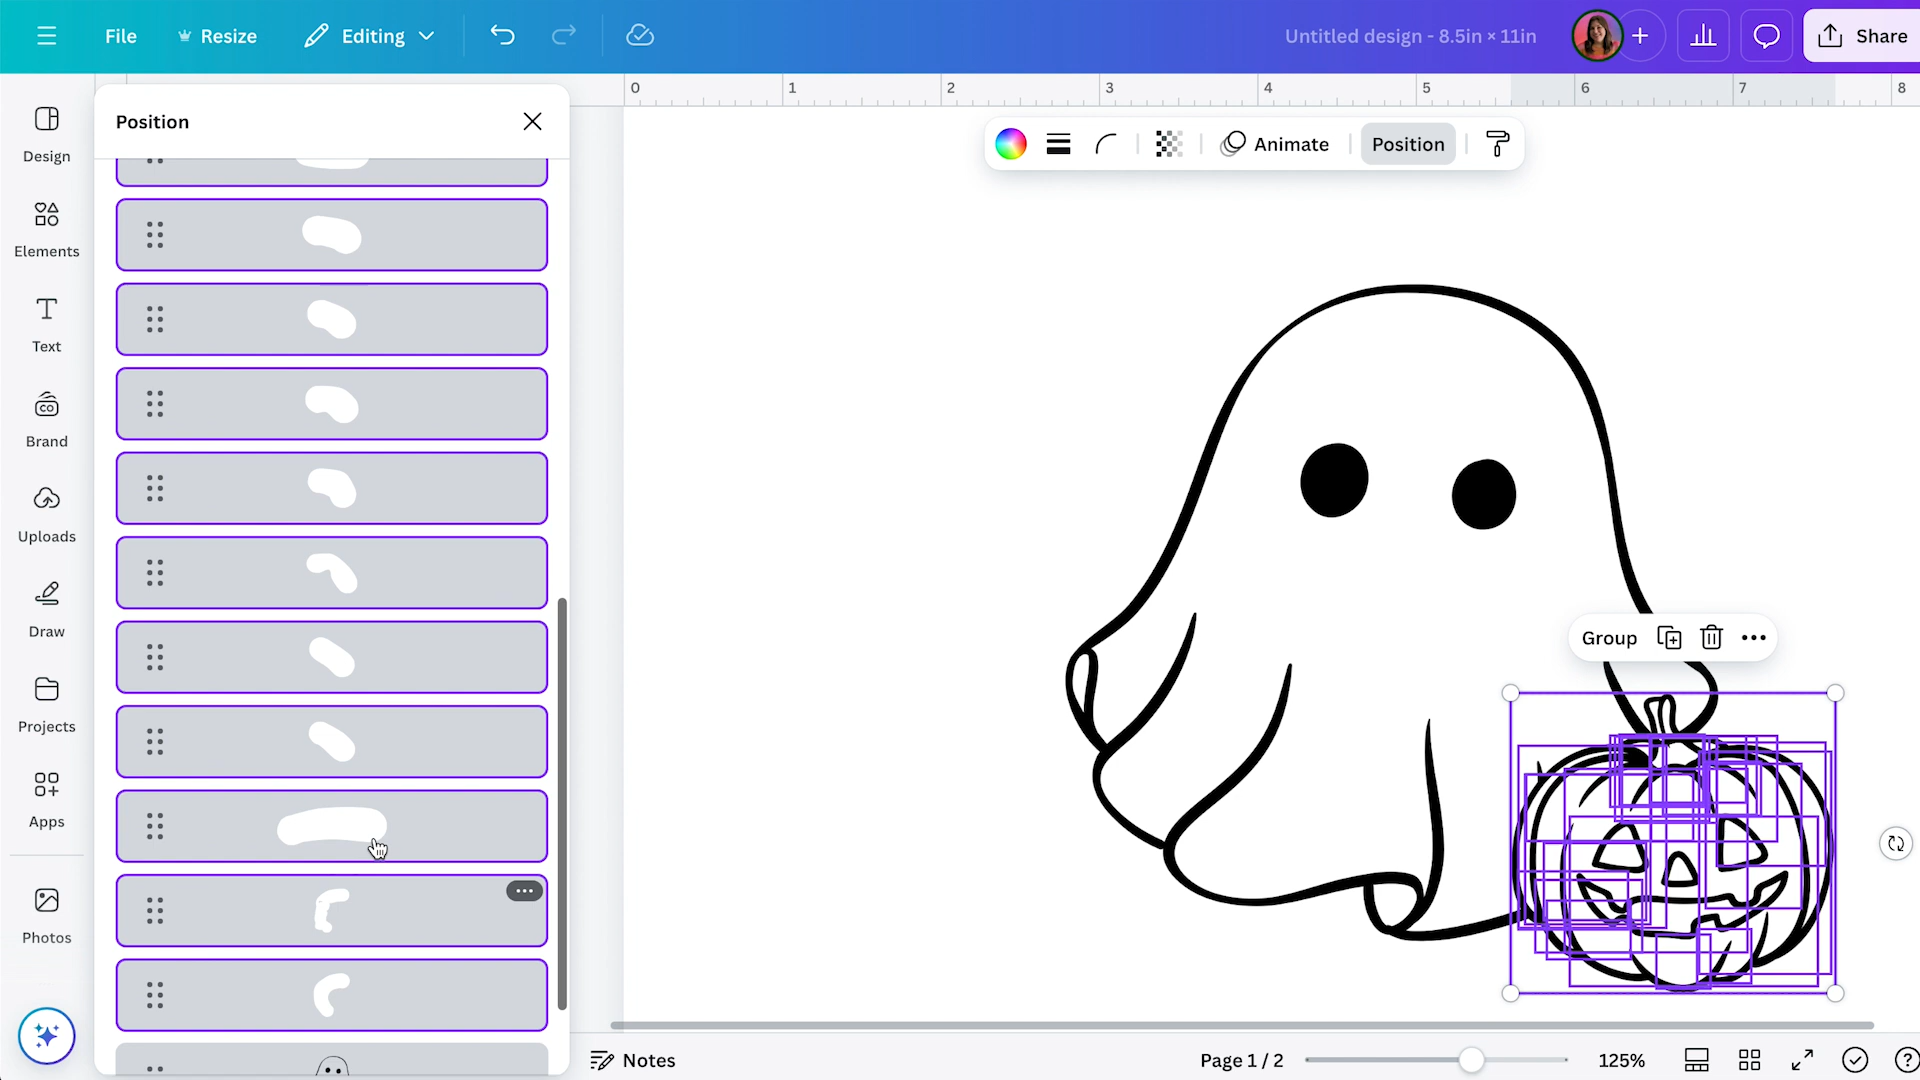 File
Resize
Editing
Untitled design - 8.5in × 11in
Share
Design
Elements
Text
CO
Brand
Uploads
Draw
Projects
Apps
Photos
Position
0 1 2 3 4 5 6 7 8
Animate
Position
Group
Notes
Page 1 / 2
125%
?